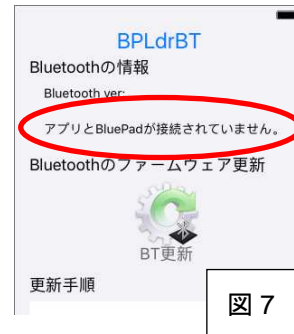 BPLdrBT
Bluetoothの情報
Bluetooth ver:
アプリとBluePadが接続されていません。
Bluetoothのファームウェア更新
BT更新
更新手順
図7